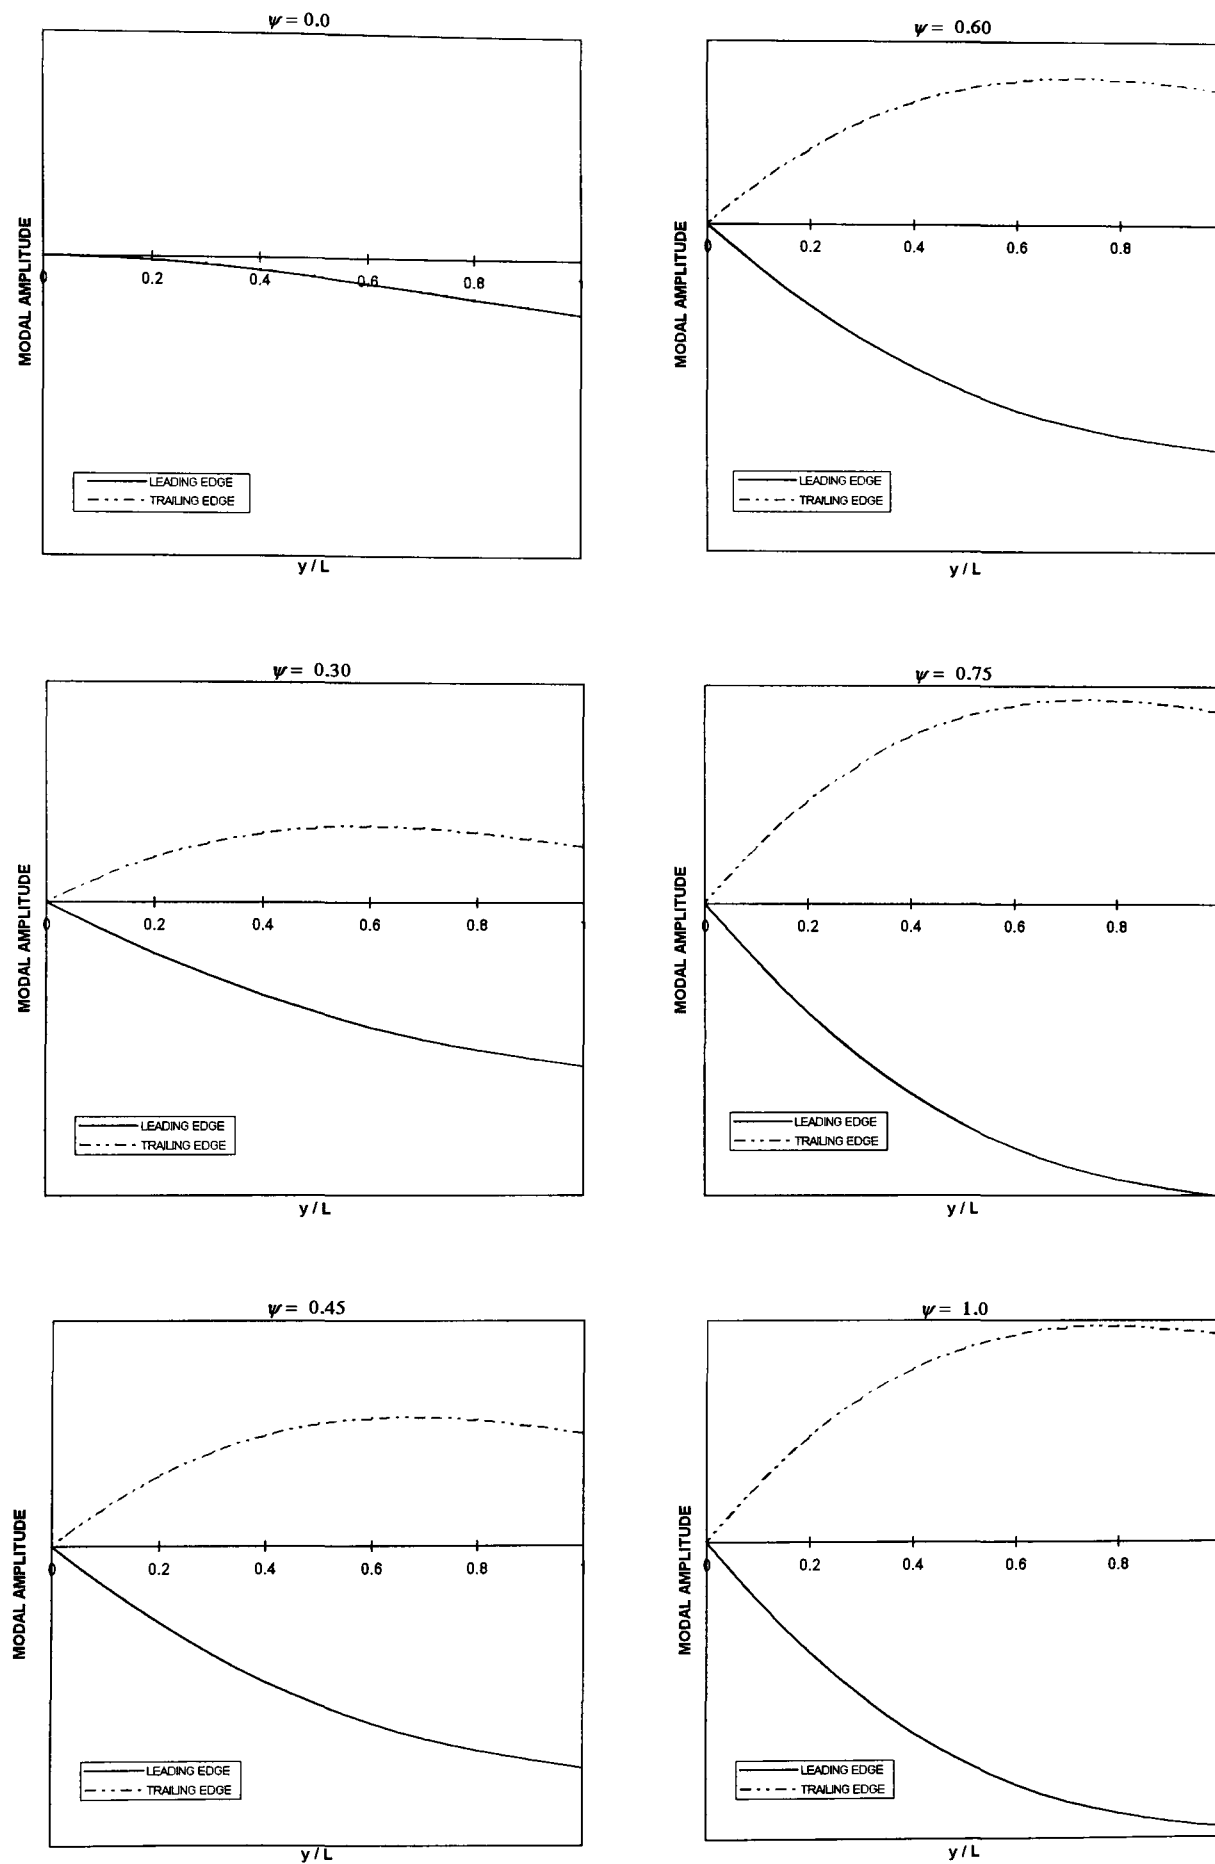 ψ = 0.0
MODAL AMPLITUDE
0 0.2 0.4 0.6 0.8 1
LEADING EDGE
TRAILING EDGE
y / L
ψ = 0.60
MODAL AMPLITUDE
0 0.2 0.4 0.6 0.8
LEADING EDGE
TRAILING EDGE
y / L
ψ = 0.30
MODAL AMPLITUDE
0 0.2 0.4 0.6 0.8 1
LEADING EDGE
TRAILING EDGE
y / L
ψ = 0.75
MODAL AMPLITUDE
0 0.2 0.4 0.6 0.8
LEADING EDGE
TRAILING EDGE
y / L
ψ = 0.45
MODAL AMPLITUDE
0 0.2 0.4 0.6 0.8 1
LEADING EDGE
TRAILING EDGE
y / L
ψ = 1.0
MODAL AMPLITUDE
0 0.2 0.4 0.6 0.8
LEADING EDGE
TRAILING EDGE
y / L